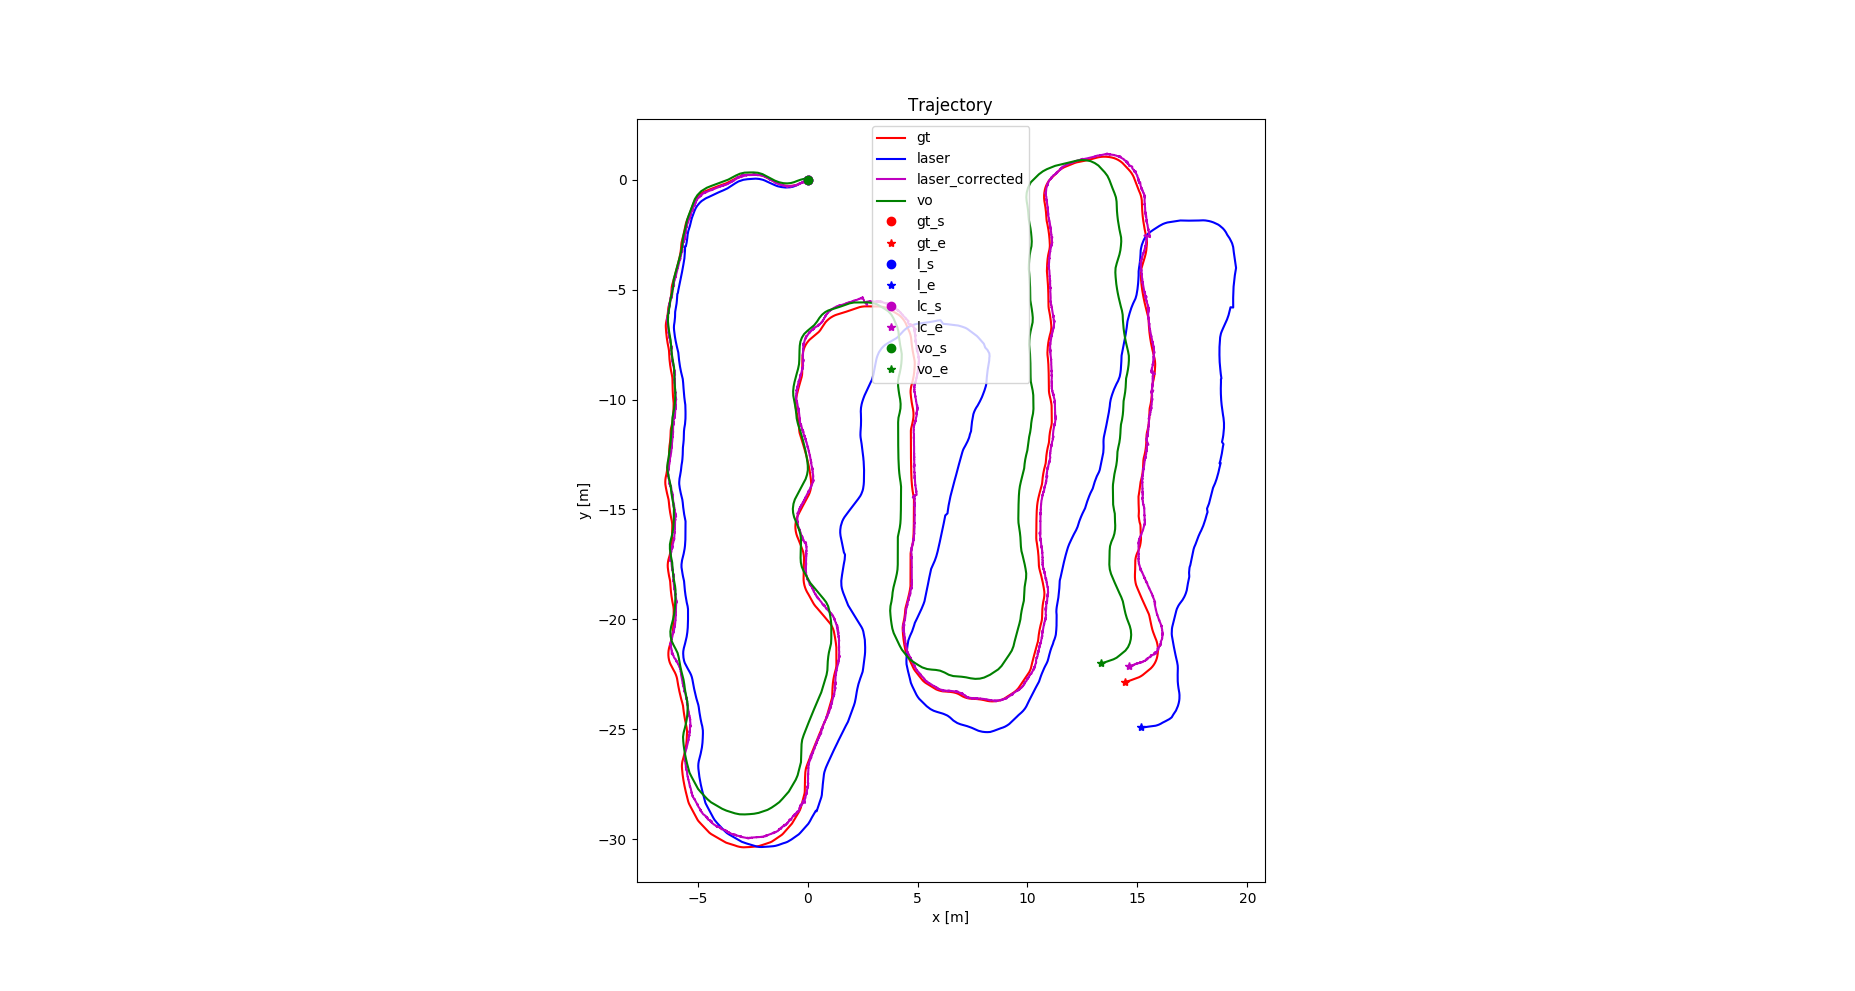 Trajectory
gt
laser
laser_corrected
vo
gt_s
gt_e
l_s
l_e
lc_s
lc_e
vo_s
vo_e
0
−5
−10
−15
−20
−25
−30
y [m]
−5 0 5 10 15 20
x [m]